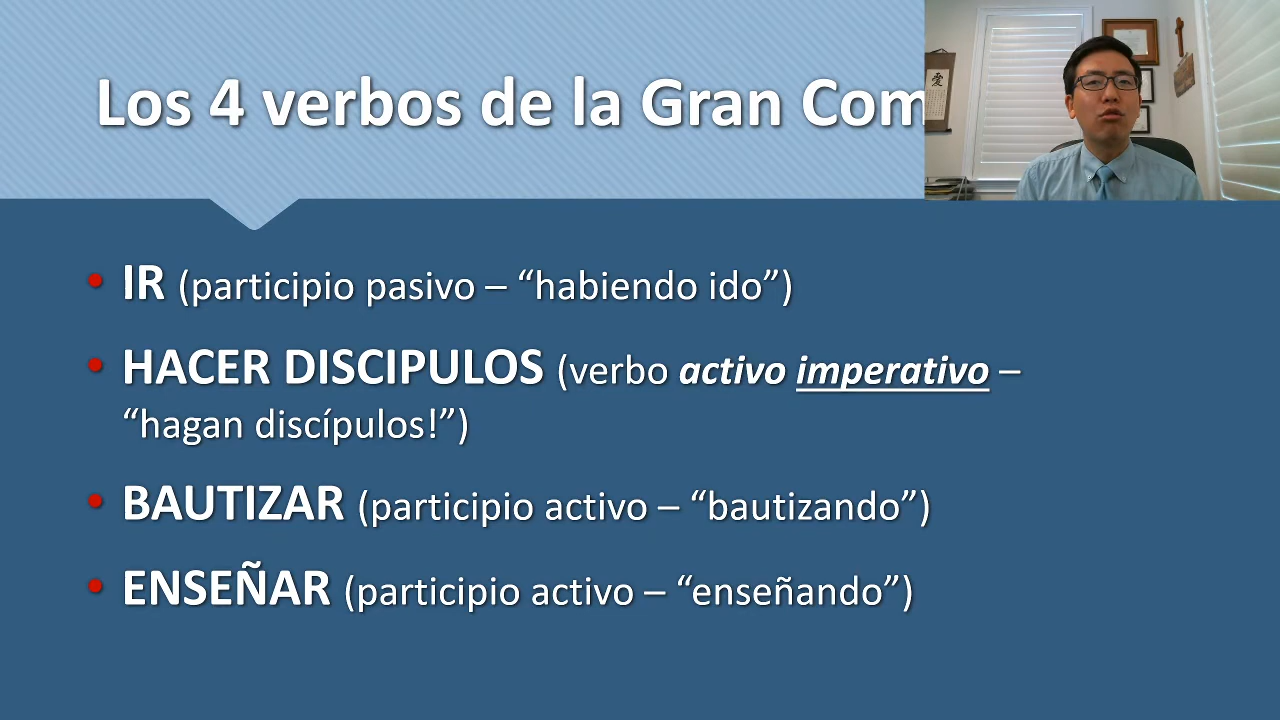 Los 4 verbos de la Gran Com
愛
• IR (participio pasivo – “habiendo ido”)
• HACER DISCIPULOS (verbo activo imperativo –
“hagan discípulos!”)
• BAUTIZAR (participio activo – “bautizando”)
• ENSEÑAR (participio activo – “enseñando”)